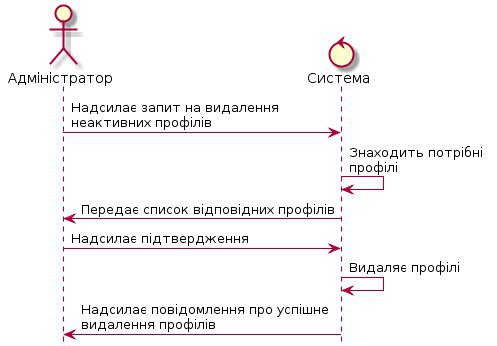 Адміністратор
Система
Надсилає запит на видалення
неактивних профілів
Знаходить потрібні
профілі
Передає список відповідних профілів
Надсилає підтвердження
Видаляє профілі
Надсилає повідомлення про успішне
видалення профілів